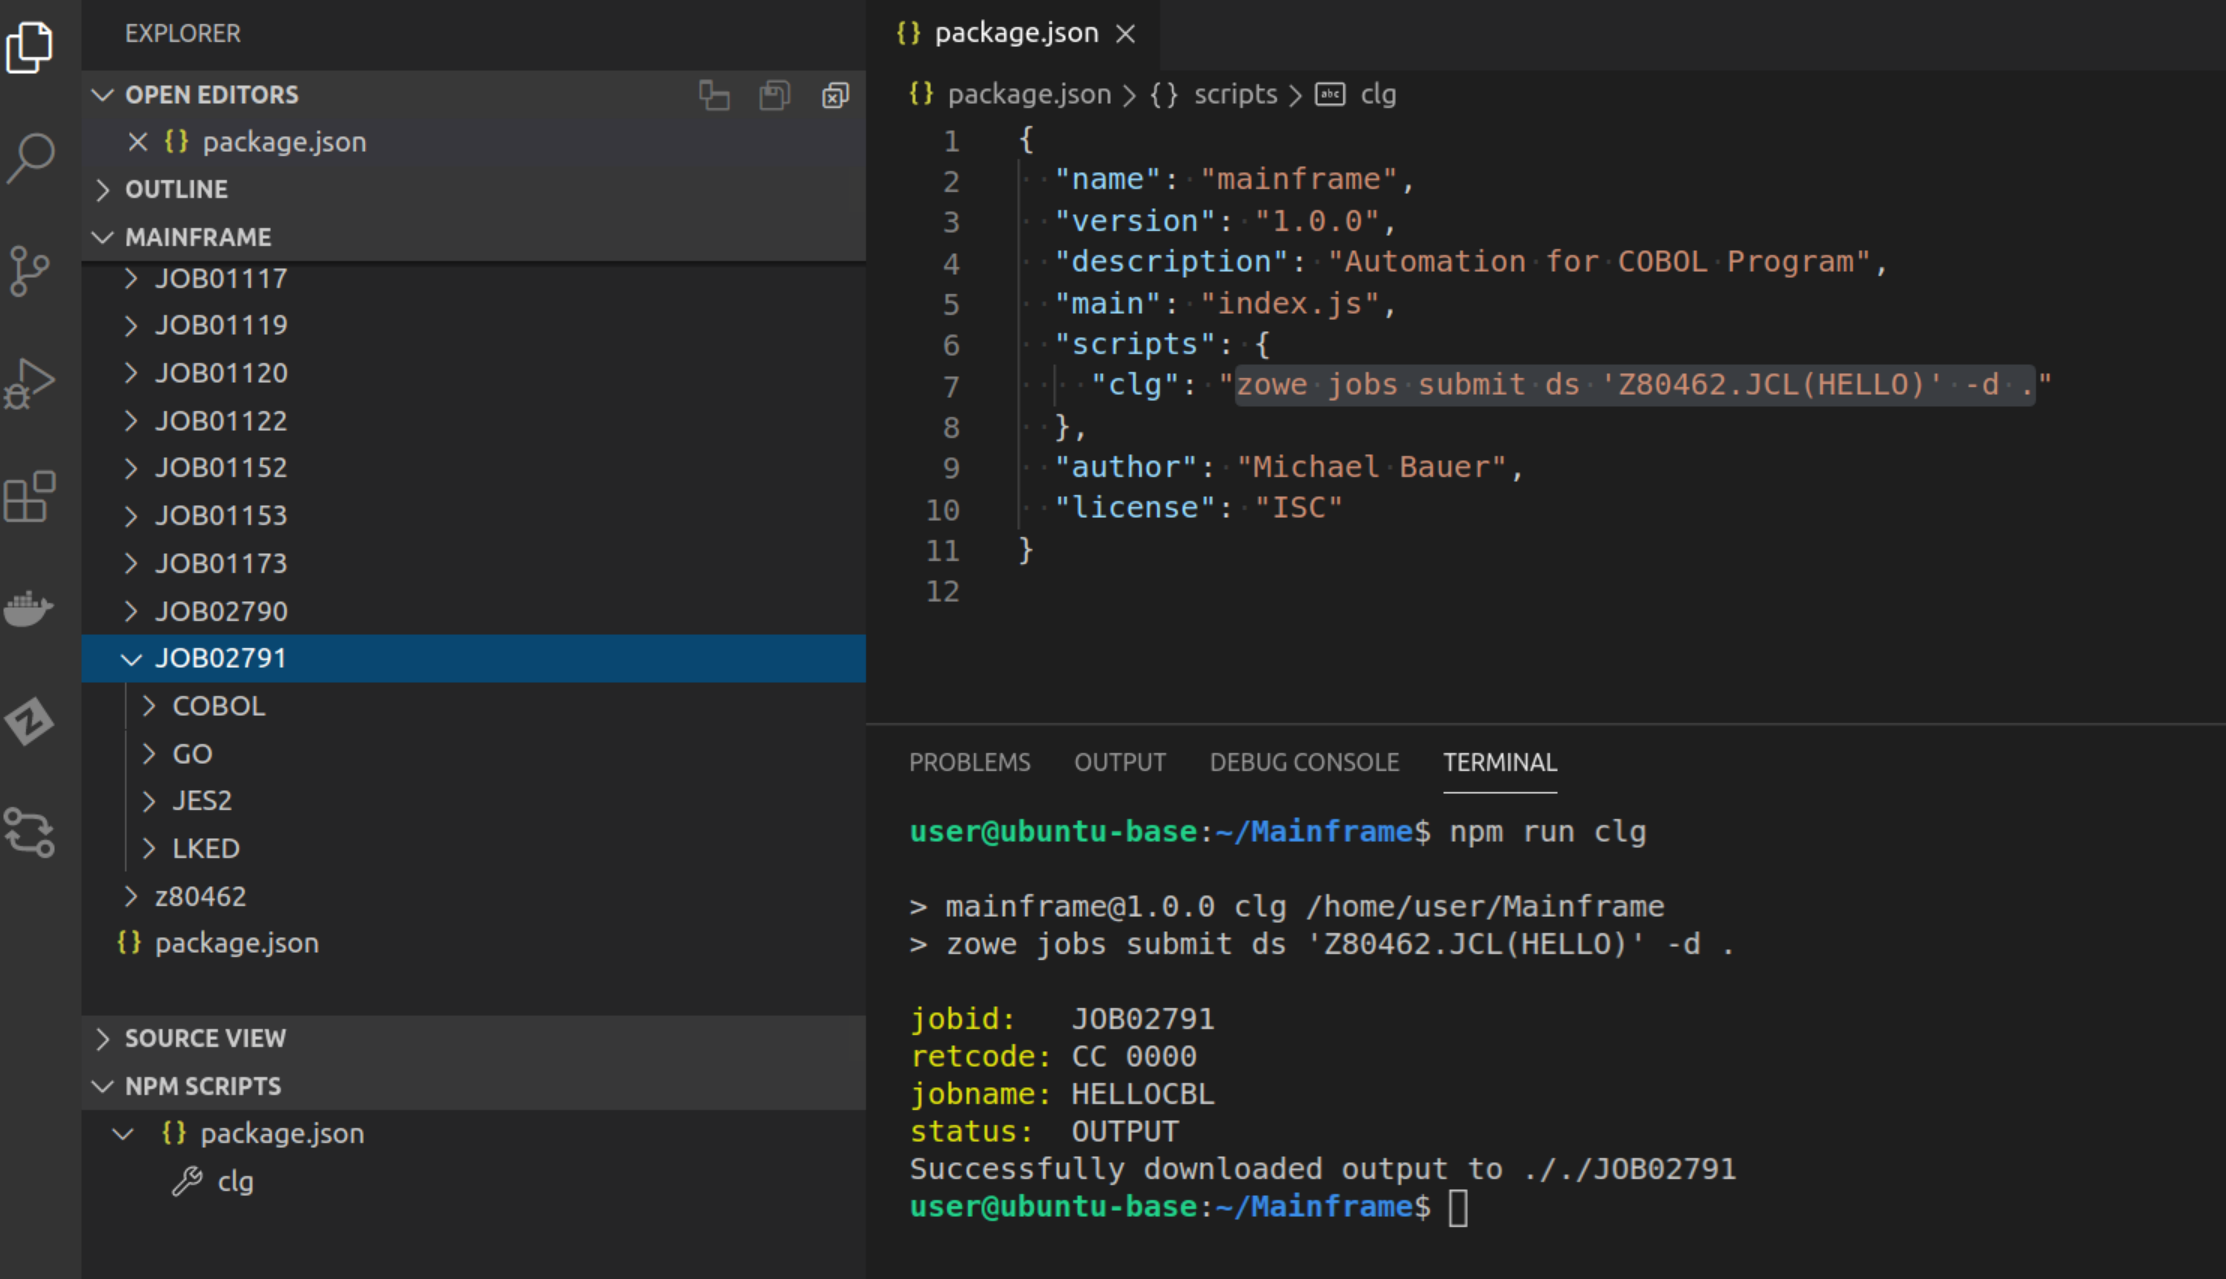 EXPLORER
OPEN EDITORS
{} package.json
OUTLINE
MAINFRAME
JOB01117
JOB01119
JOB01120
JOB01122
JOB01152
JOB01153
JOB01173
JOB02790
JOB02791
COBOL
GO
JES2
LKED
z80462
{} package.json
SOURCE VIEW
NPM SCRIPTS
{} package.json
clg
{} package.json
{} package.json > {} scripts > abc clg
1 {
2 "name": "mainframe",
3 "version": "1.0.0",
4 "description": "Automation for COBOL Program",
5 "main": "index.js",
6 "scripts": {
7 "clg": "zowe jobs submit ds 'Z80462.JCL(HELLO)' -d ."
8 },
9 "author": "Michael Bauer",
10 "license": "ISC"
11 }
12
PROBLEMS OUTPUT DEBUG CONSOLE TERMINAL
user@ubuntu-base:~/Mainframe$ npm run clg
> mainframe@1.0.0 clg /home/user/Mainframe
> zowe jobs submit ds 'Z80462.JCL(HELLO)' -d .
jobid: JOB02791
retcode: CC 0000
jobname: HELLOCBL
status: OUTPUT
Successfully downloaded output to ././JOB02791
user@ubuntu-base:~/Mainframe$